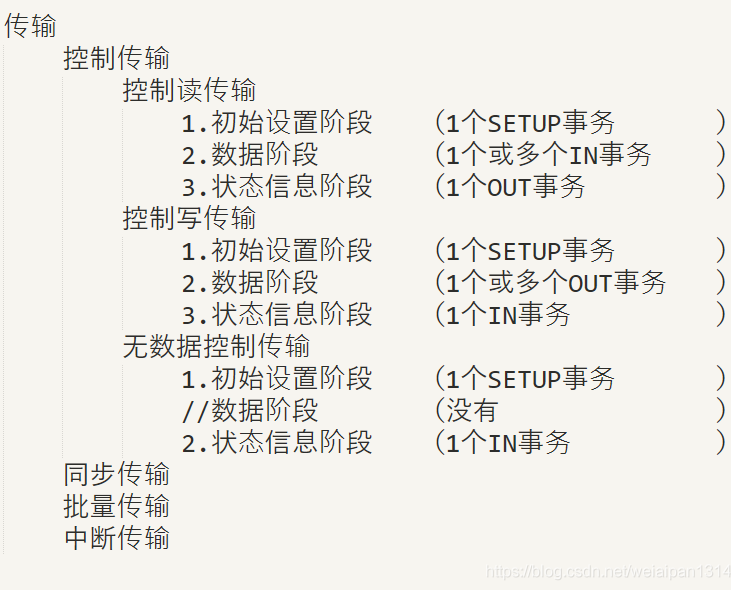 传输
控制传输
控制读传输
1.初始设置阶段 （1个SETUP事务 ）
2.数据阶段 （1个或多个IN事务 ）
3.状态信息阶段 （1个OUT事务 ）
控制写传输
1.初始设置阶段 （1个SETUP事务 ）
2.数据阶段 （1个或多个OUT事务 ）
3.状态信息阶段 （1个IN事务 ）
无数据控制传输
1.初始设置阶段 （1个SETUP事务 ）
//数据阶段 （没有 ）
2.状态信息阶段 （1个IN事务 ）
同步传输
批量传输
中断传输
https://blog.csdn.net/weiaipan1314